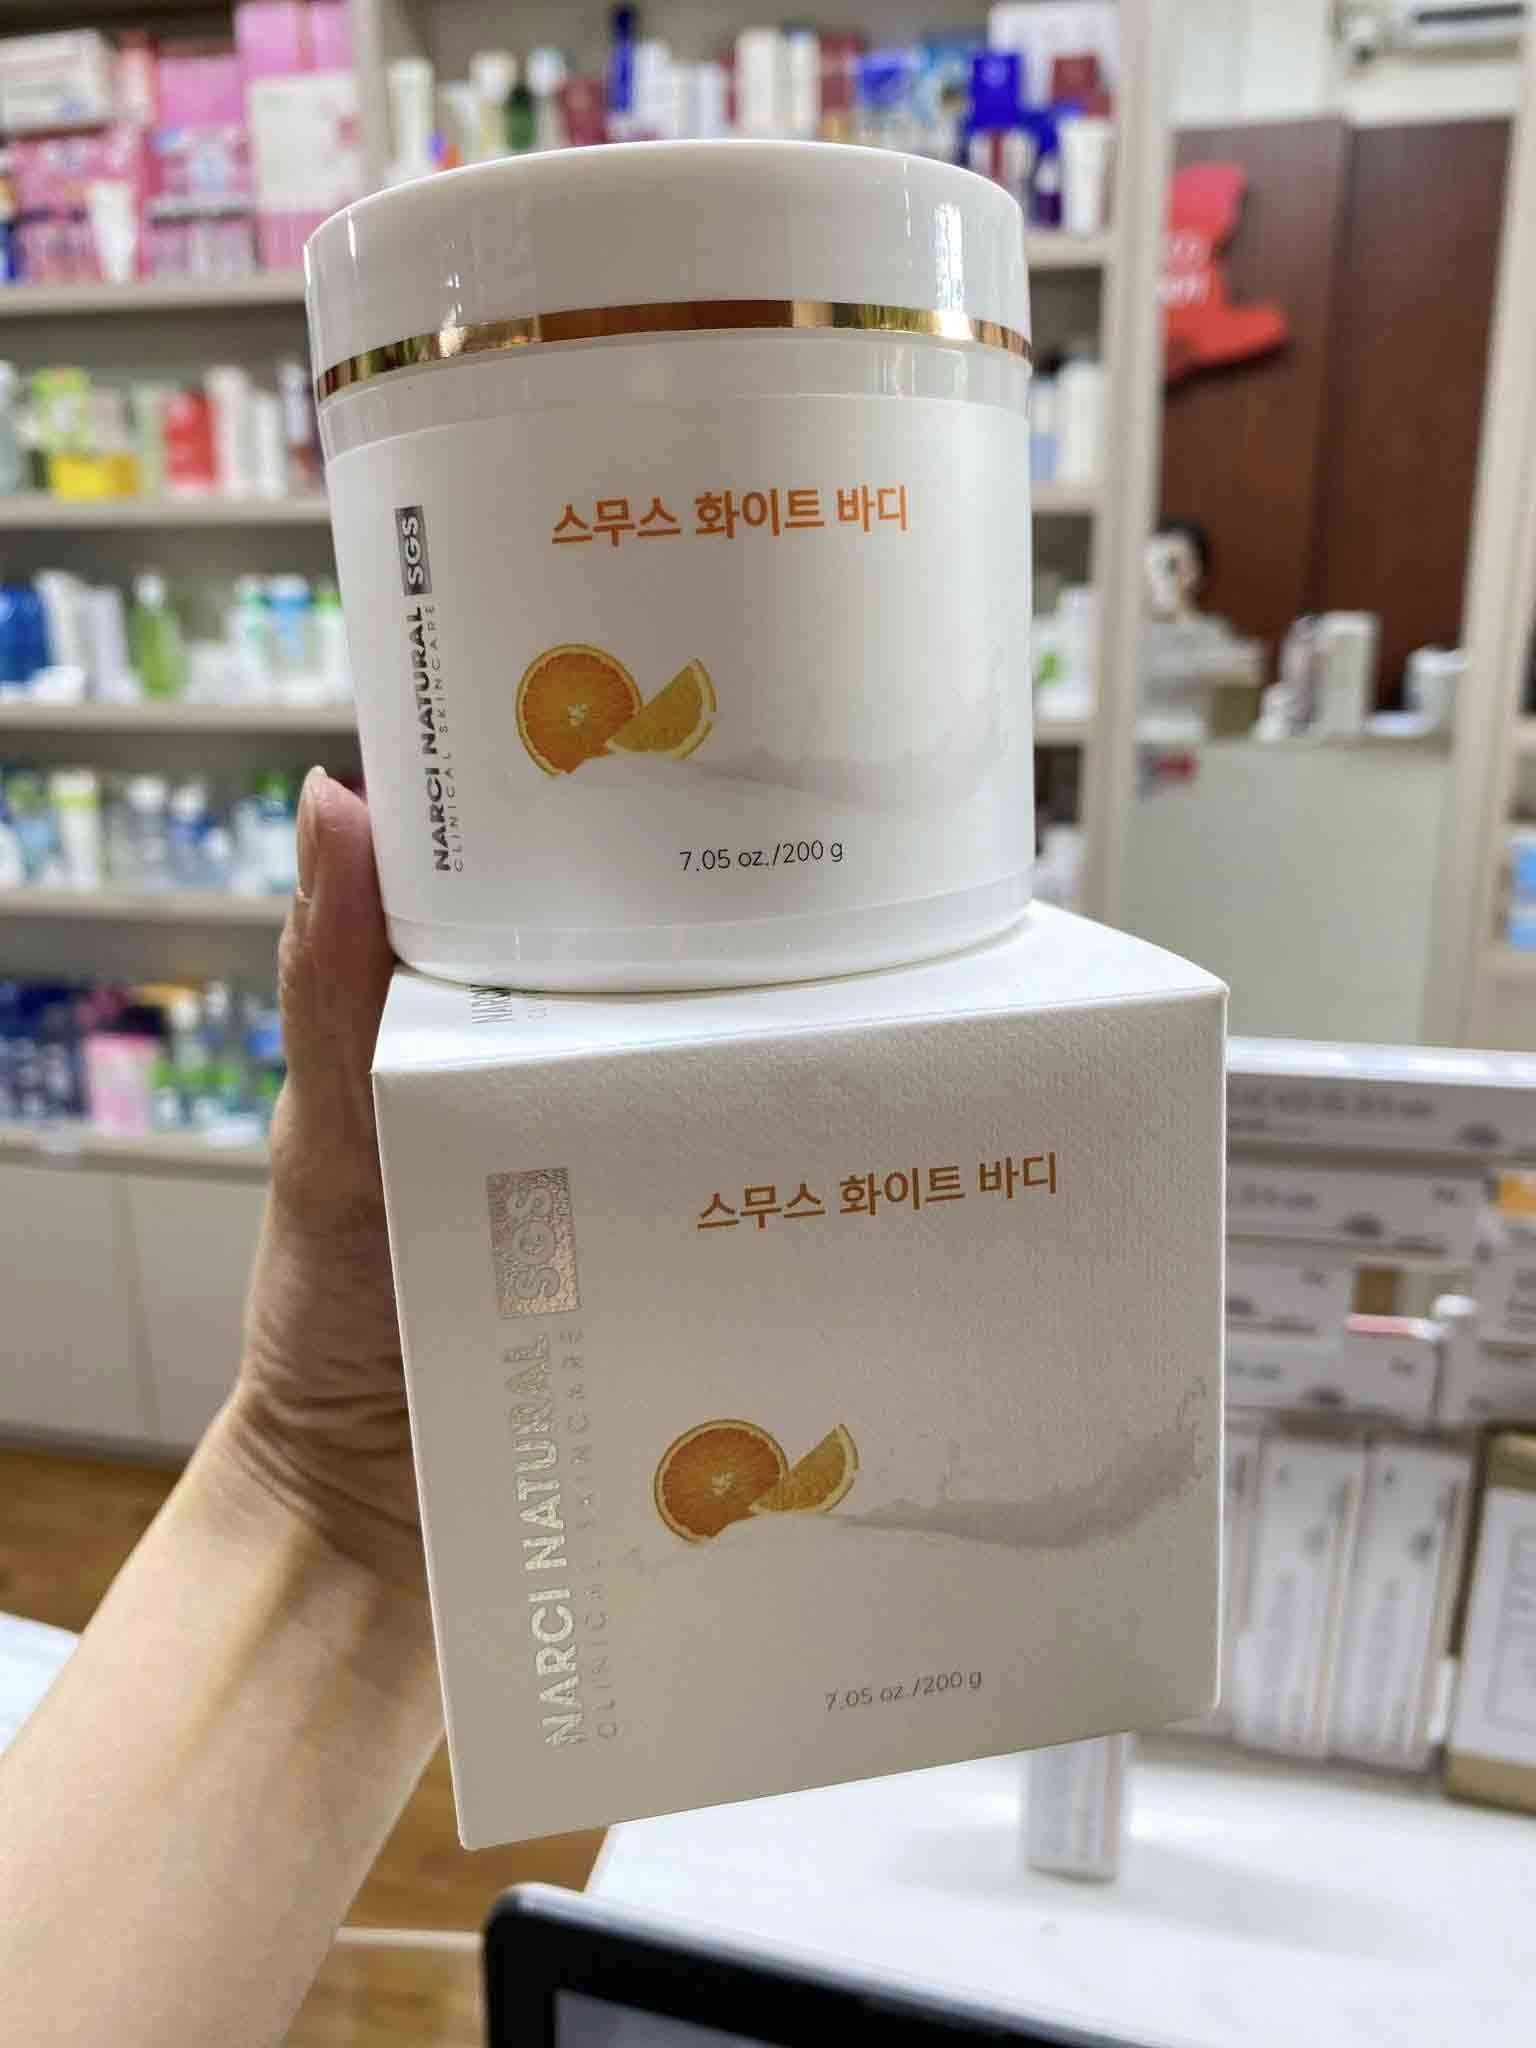 스무스 화이트 바디
NARCI NATURAL SGS
CLINICAL SKINCARE
7.05 oz./200 g
스무스 화이트 바디
NARCI NATURAL SGS
CLINICAL SKINCARE
7.05 oz./200 g